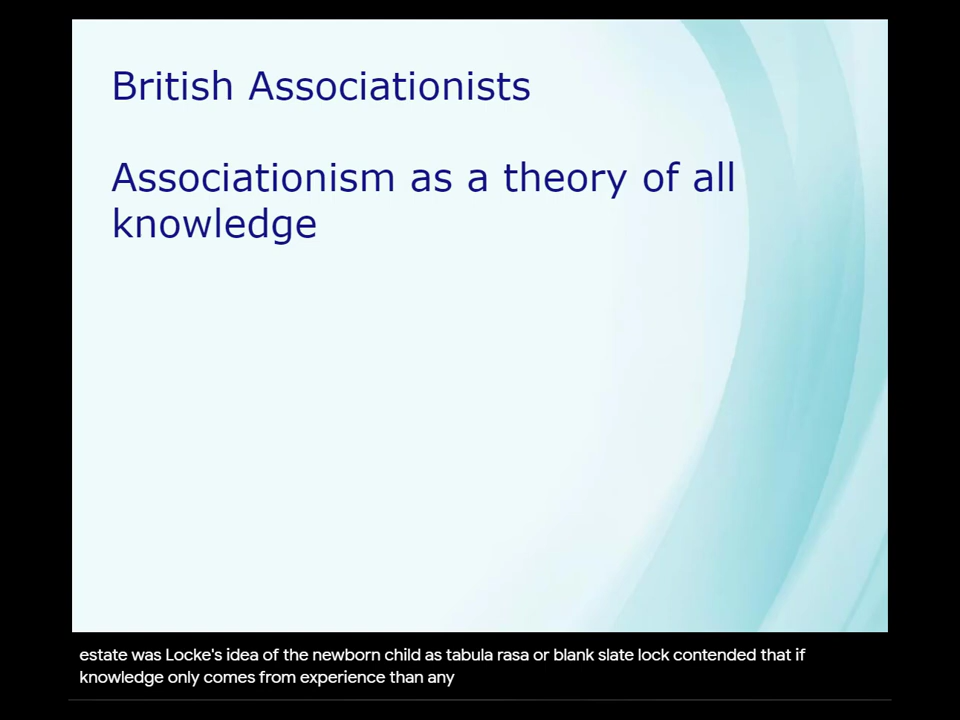 British Associationists
Associationism as a theory of all
knowledge
estate was Locke's idea of the newborn child as tabula rasa or blank slate lock contended that if
knowledge only comes from experience than any